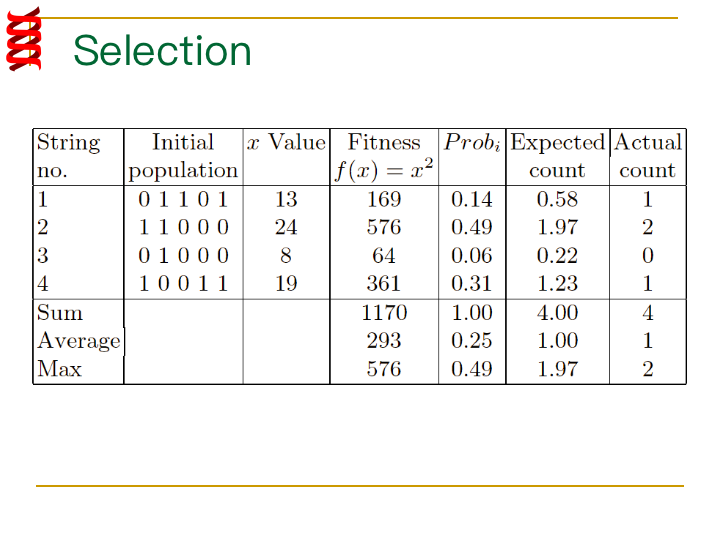 Selection
String Initial x Value Fitness Prob_i Expected Actual
no. population f(x) = x² count count
1 0 1 1 0 1 13 169 0.14 0.58 1
2 1 1 0 0 0 24 576 0.49 1.97 2
3 0 1 0 0 0 8 64 0.06 0.22 0
4 1 0 0 1 1 19 361 0.31 1.23 1
Sum 1170 1.00 4.00 4
Average 293 0.25 1.00 1
Max 576 0.49 1.97 2